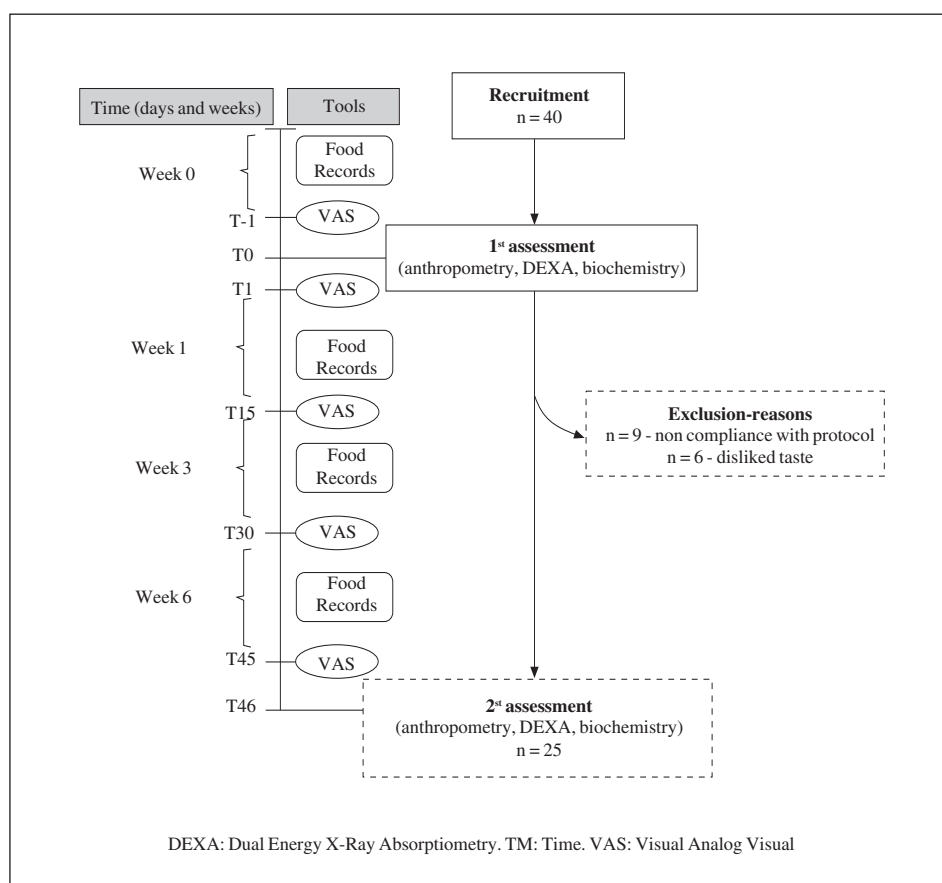 Time (days and weeks)
Tools
Recruitment
n = 40
Week 0
Food
Records
T-1
VAS
T0
1st assessment
(anthropometry, DEXA, biochemistry)
T1
VAS
Week 1
Food
Records
T15
VAS
Exclusion-reasons
n = 9 - non compliance with protocol
n = 6 - disliked taste
Week 3
Food
Records
T30
VAS
Week 6
Food
Records
T45
VAS
T46
2st assessment
(anthropometry, DEXA, biochemistry)
n = 25
DEXA: Dual Energy X-Ray Absorptiometry. TM: Time. VAS: Visual Analog Visual